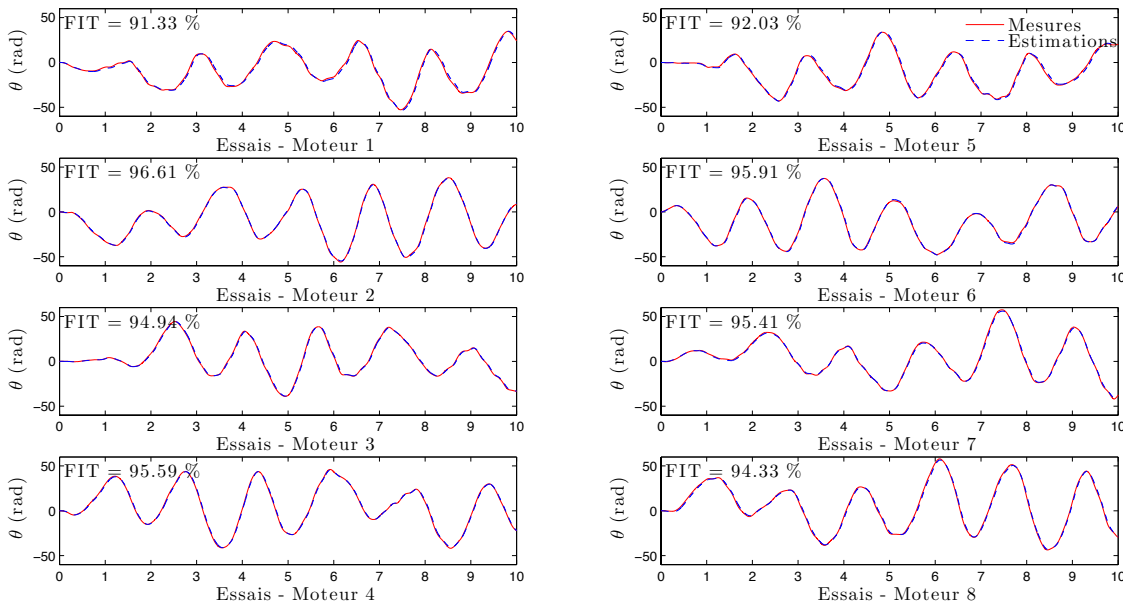 FIT = 91.33 %
θ (rad)
50
0
−50
0 1 2 3 4 5 6 7 8 9 10
Essais - Moteur 1
FIT = 96.61 %
θ (rad)
50
0
−50
0 1 2 3 4 5 6 7 8 9 10
Essais - Moteur 2
FIT = 94.94 %
θ (rad)
50
0
−50
0 1 2 3 4 5 6 7 8 9 10
Essais - Moteur 3
FIT = 95.59 %
θ (rad)
50
0
−50
0 1 2 3 4 5 6 7 8 9 10
Essais - Moteur 4
FIT = 92.03 %
Mesures
Estimations
θ (rad)
50
0
−50
0 1 2 3 4 5 6 7 8 9 10
Essais - Moteur 5
FIT = 95.91 %
θ (rad)
50
0
−50
0 1 2 3 4 5 6 7 8 9 10
Essais - Moteur 6
FIT = 95.41 %
θ (rad)
50
0
−50
0 1 2 3 4 5 6 7 8 9 10
Essais - Moteur 7
FIT = 94.33 %
θ (rad)
50
0
−50
0 1 2 3 4 5 6 7 8 9 10
Essais - Moteur 8